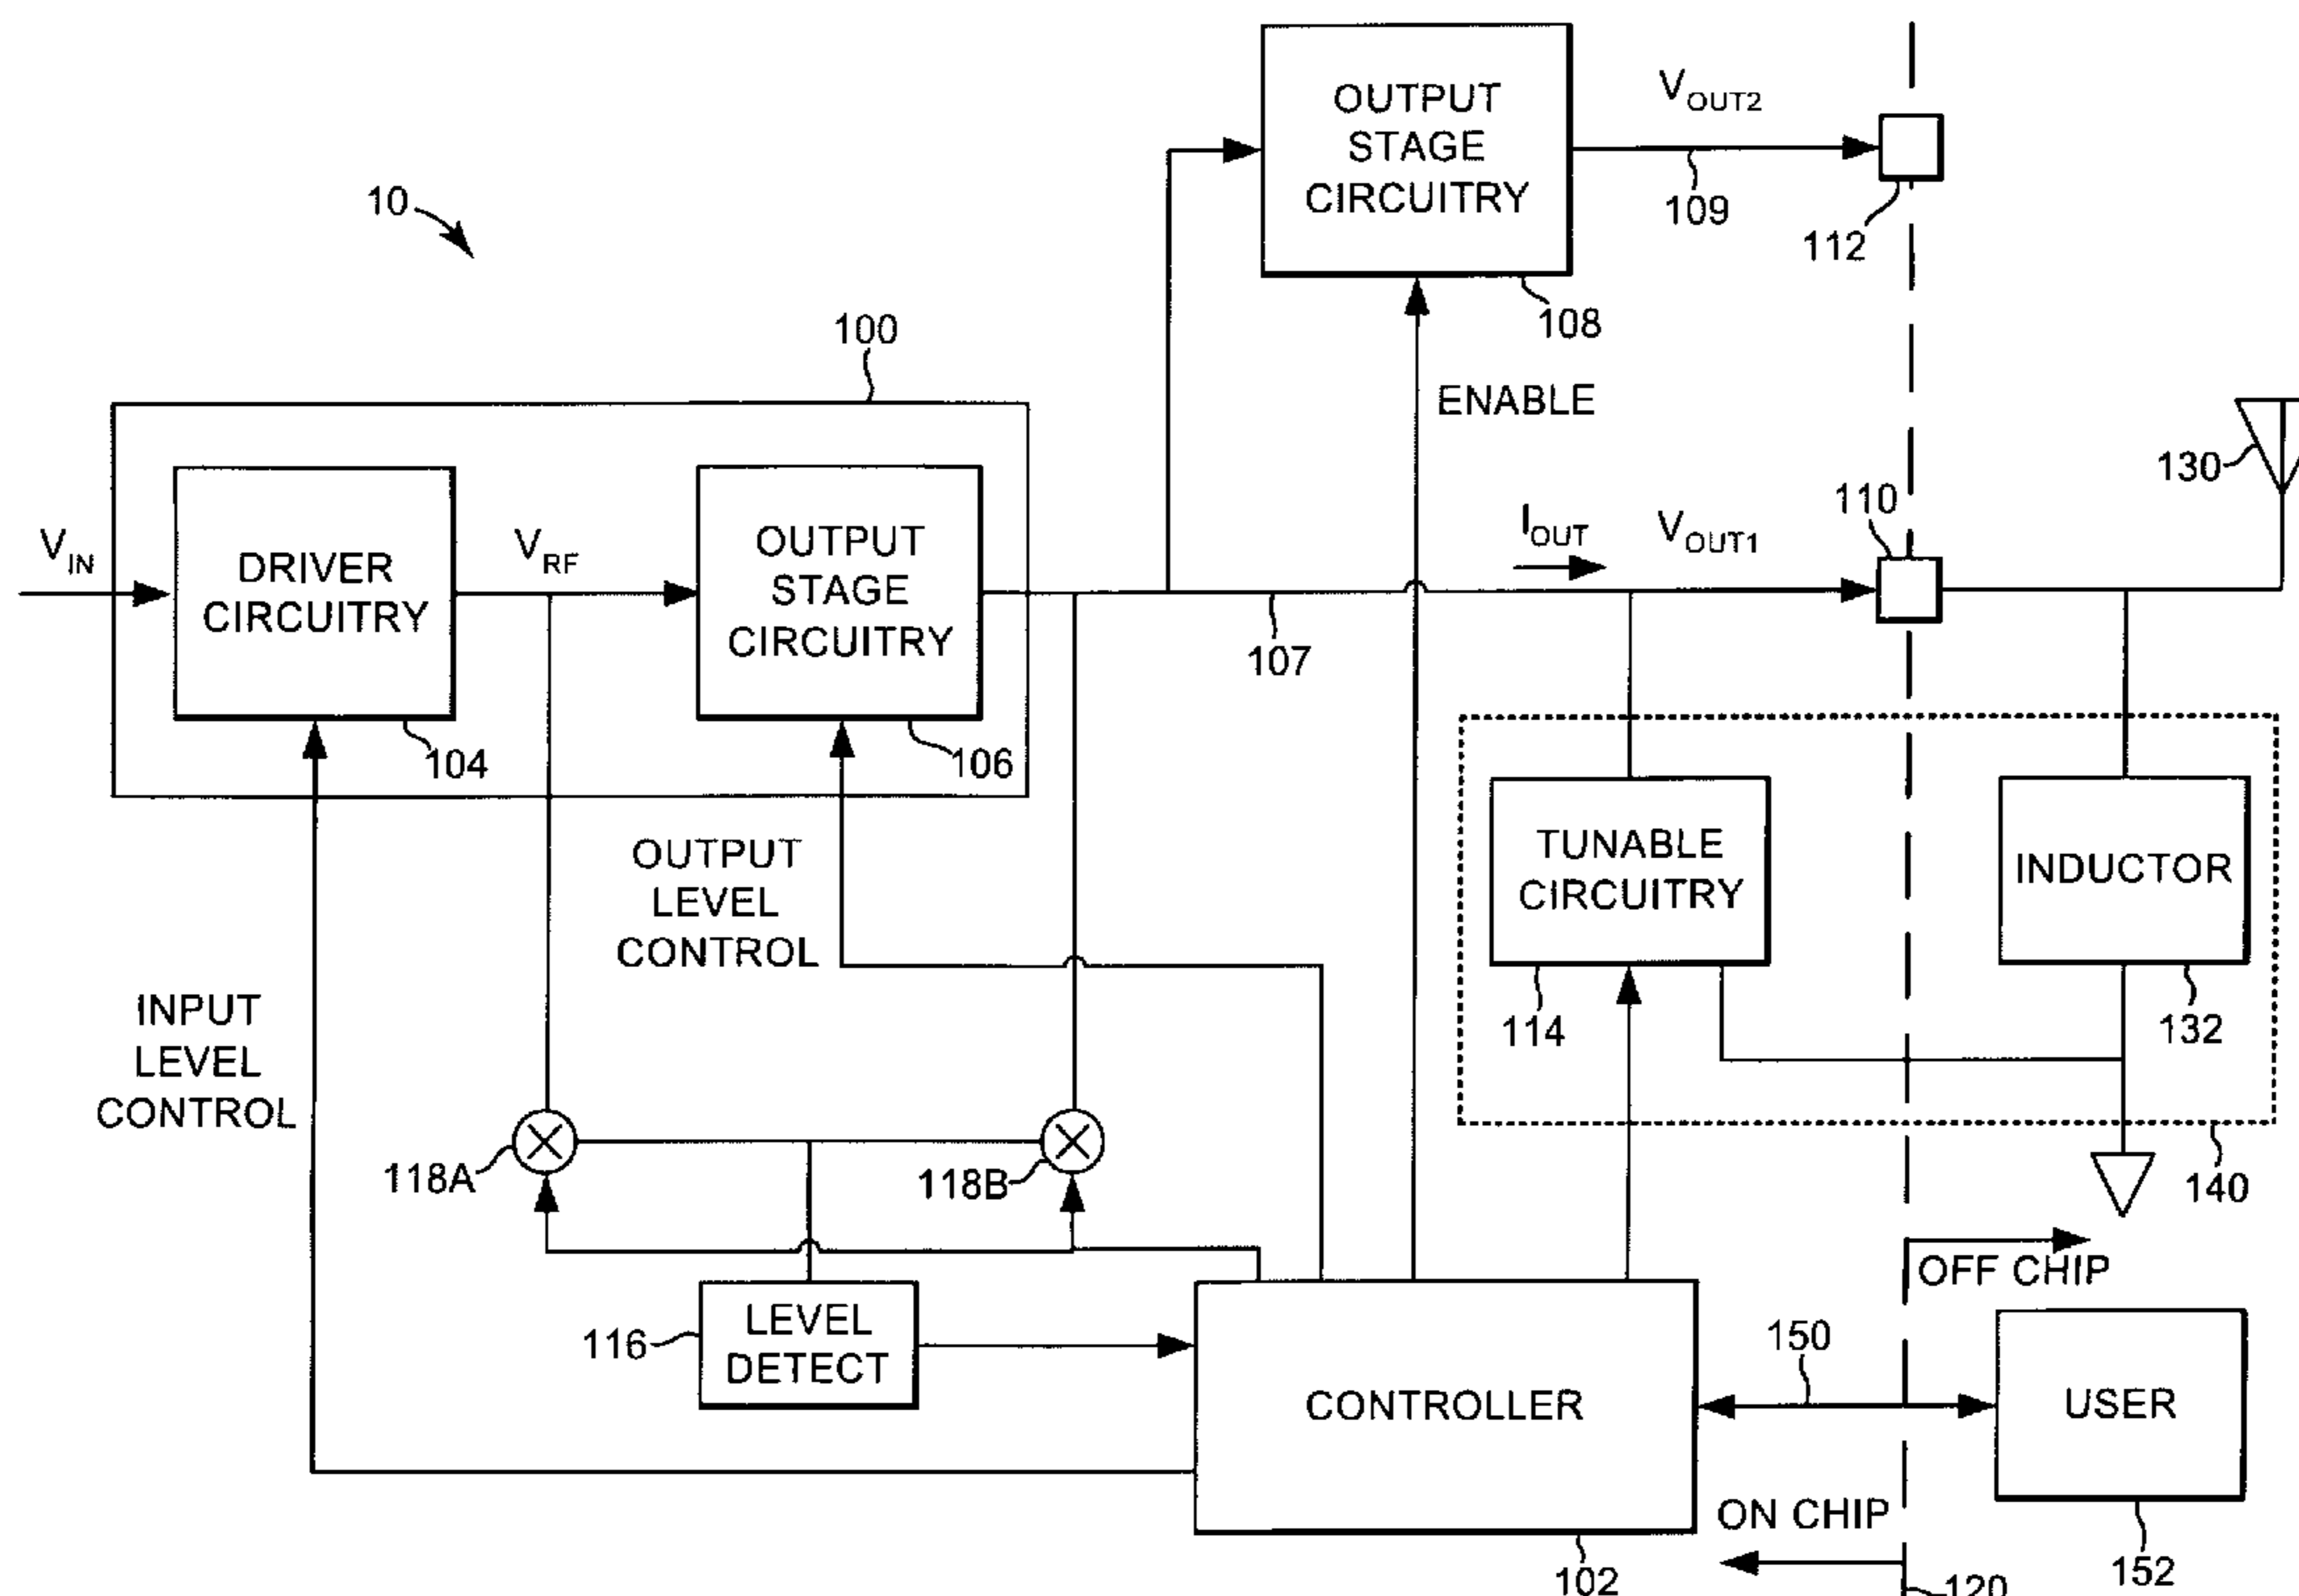 OUTPUT
STAGE
CIRCUITRY
VOUT2
109
112
108
10
100
ENABLE
130
110
VIN
DRIVER
CIRCUITRY
VRF
OUTPUT
STAGE
CIRCUITRY
IOUT
VOUT1
107
104
106
OUTPUT
LEVEL
CONTROL
TUNABLE
CIRCUITRY
INDUCTOR
INPUT
LEVEL
CONTROL
114
132
118A
118B
140
OFF CHIP
116
LEVEL
DETECT
CONTROLLER
150
USER
ON CHIP
102
152
120